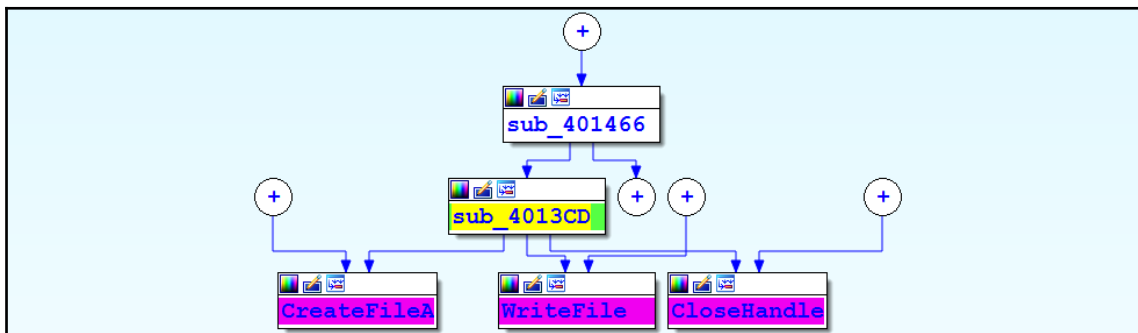 +
sub_401466
+
sub_4013CD
+
+
+
CreateFileA
WriteFile
CloseHandle